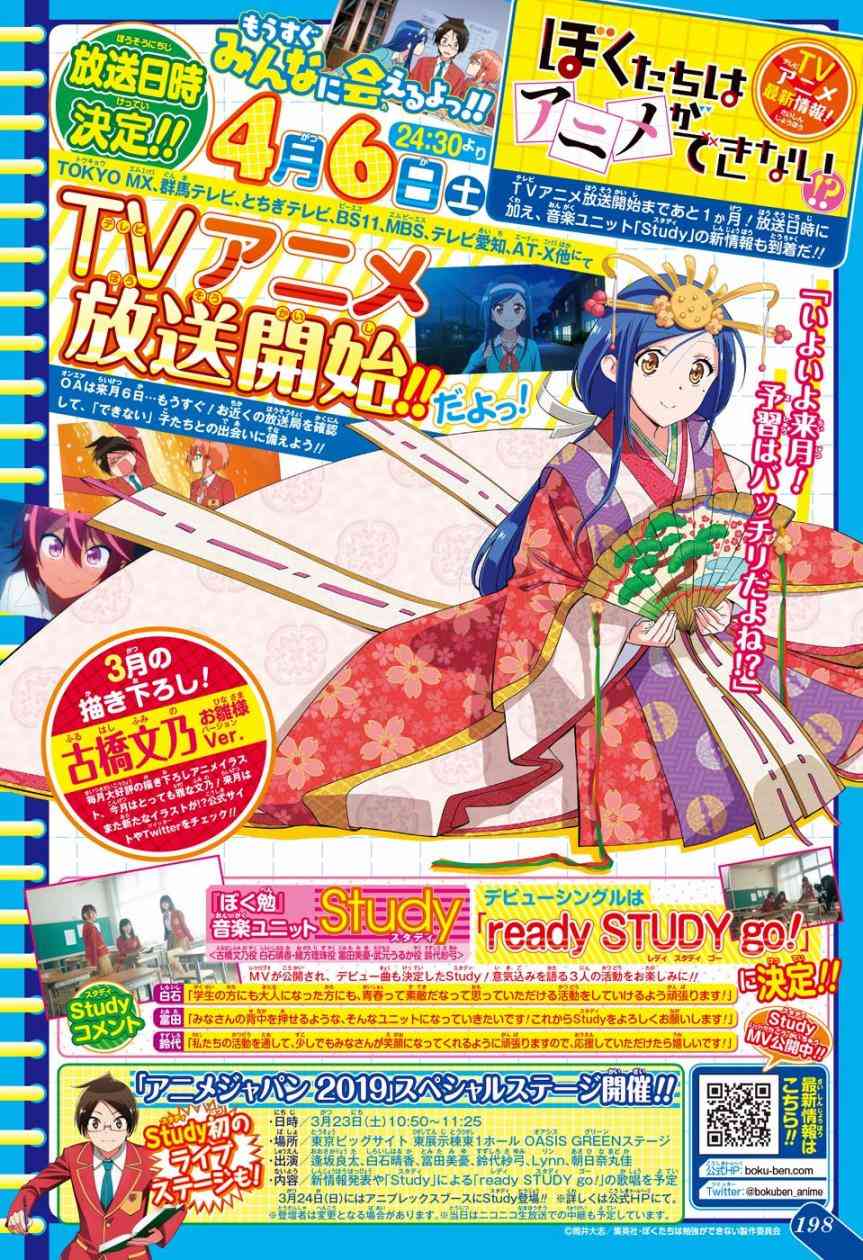 放送日時
決定!!
もうすぐ
みんなに会えるよっ!!
ぼくたちは
アニメが
できない!?
TV
アニメ
最新情報!
TVアニメ放送開始まであと1か月!放送日時に
加え、音楽ユニット「Study」の新情報も到着だ!!
4月6日土
24:30より
TOKYO MX、群馬テレビ、とちぎテレビ、BS11、MBS、テレビ愛知、AT-X他にて
TVアニメ
放送開始!!
だよっ!
OAは来月6日…もうすぐ!お近くの放送局を確認
して、「できない」子たちとの出会いに備えよう!!
「いよいよ来月!
予習はバッチリだよね!?」
3月の
描き下ろし!
古橋文乃
お雛様
Ver.
毎月大好評の描き下ろしアニメイラス
ト、今月はとっても雅な文乃!来月は
また新たなイラストが!?公式サイ
トやTwitterをチェック!!
『ぼく勉』
音楽ユニット
Study
スタディ
<古橋文乃役 白石晴香・緒方理珠役 富田美憂・武元うるか役 鈴代紗弓>
デビューシングルは
「ready STUDY go!」
レディ スタディ ゴー
に決定!!
MVが公開され、デビュー曲も決定したStudy!意気込みを語る3人の活動をお楽しみに!!
Study
コメント
白石「学生の方にも大人になった方にも、青春って素敵だなって思っていただける活動をしていけるよう頑張ります!」
富田「みなさんの背中を押せるような、そんなユニットになっていきたいです!これからStudyをよろしくお願いします!」
鈴代「私たちの活動を通して、少しでもみなさんが笑顔になってくれるように頑張りますので、応援していただけたら嬉しいです!」
Study
MV公開中!!
「アニメジャパン 2019」スペシャルステージ開催!!
Study初の
ライブ
ステージも!
・日時/3月23日(土)10:50〜11:25
・場所/東京ビッグサイト 東展示棟東1ホール OASIS GREENステージ
・出演/逢坂良太、白石晴香、富田美憂、鈴代紗弓、Lynn、朝日奈丸佳
・内容/新情報発表や「Study」による「ready STUDY go!」の歌唱を予定
3月24日(日)にはアニプレックスブースにStudy登場!! ※詳しくは公式HPにて。
※登壇者は変更となる場合があります。※当日はニコニコ生放送での中継も予定しています。
最新情報は
こちら!!
公式HP: boku-ben.com
Twitter: @bokuben_anime
©筒井大志/集英社・ぼくたちは勉強ができない製作委員会
198